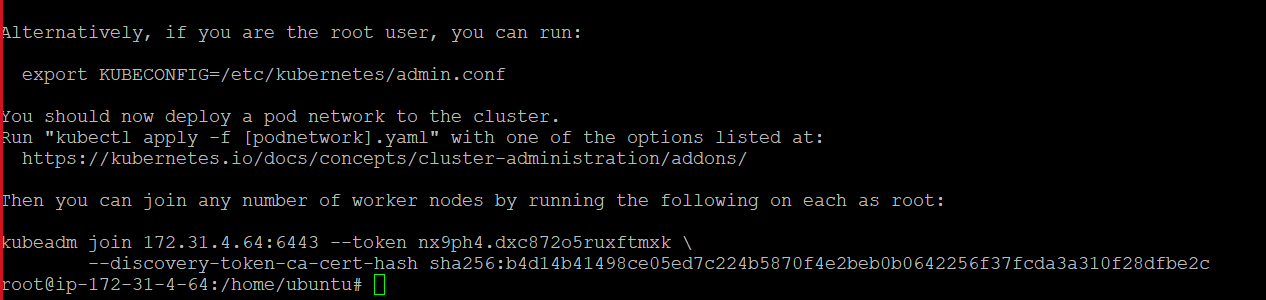 Alternatively, if you are the root user, you can run:
export KUBECONFIG=/etc/kubernetes/admin.conf
You should now deploy a pod network to the cluster.
Run "kubectl apply -f [podnetwork].yaml" with one of the options listed at:
https://kubernetes.io/docs/concepts/cluster-administration/addons/
Then you can join any number of worker nodes by running the following on each as root:
kubeadm join 172.31.4.64:6443 --token nx9ph4.dxc872o5ruxftmxk \
--discovery-token-ca-cert-hash sha256:b4d14b41498ce05ed7c224b5870f4e2beb0b0642256f37fcda3a310f28dfbe2c
root@ip-172-31-4-64:/home/ubuntu#